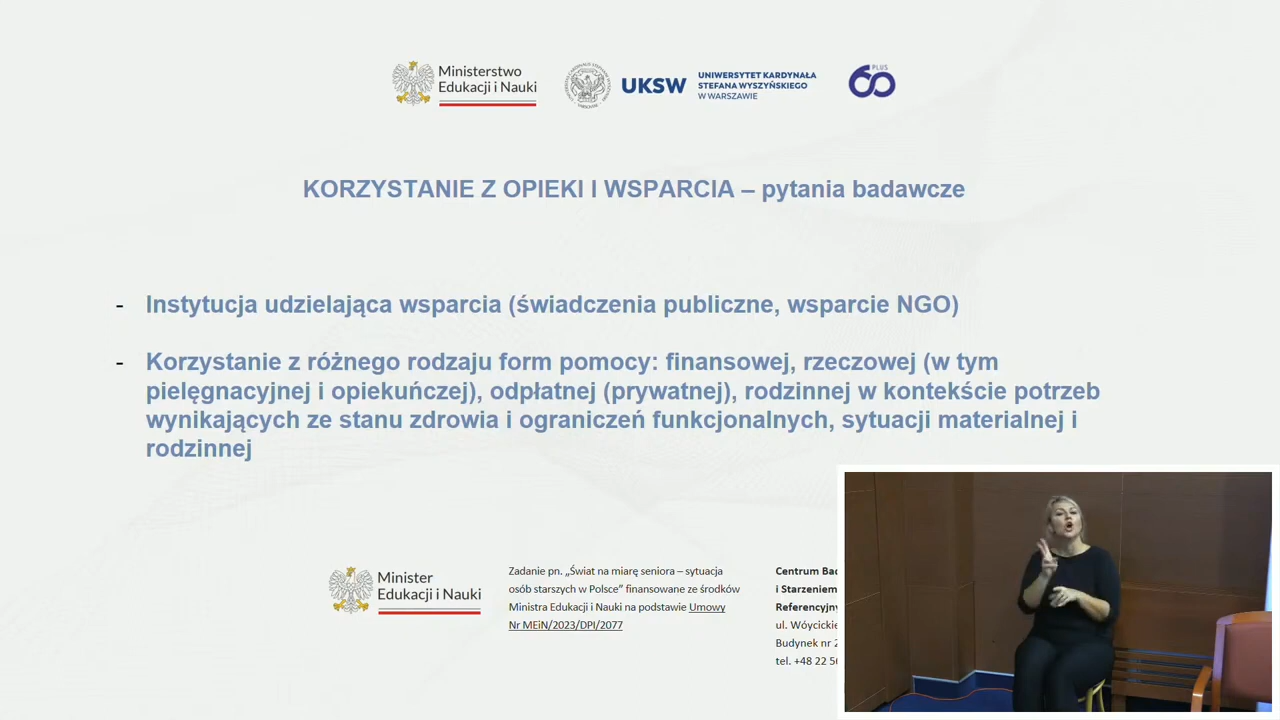 Ministerstwo
Edukacji i Nauki
UKSW
UNIWERSYTET KARDYNAŁA
STEFANA WYSZYŃSKIEGO
W WARSZAWIE
60 PLUS
KORZYSTANIE Z OPIEKI I WSPARCIA – pytania badawcze
- Instytucja udzielająca wsparcia (świadczenia publiczne, wsparcie NGO)
- Korzystanie z różnego rodzaju form pomocy: finansowej, rzeczowej (w tym
pielęgnacyjnej i opiekuńczej), odpłatnej (prywatnej), rodzinnej w kontekście potrzeb
wynikających ze stanu zdrowia i ograniczeń funkcjonalnych, sytuacji materialnej i
rodzinnej
Minister
Edukacji i Nauki
Zadanie pn. „Świat na miarę seniora – sytuacja
osób starszych w Polsce” finansowane ze środków
Ministra Edukacji i Nauki na podstawie Umowy
Nr MEiN/2023/DPI/2077
Centrum
i Starzeniem
ul.
Budynek nr
tel. +48 22